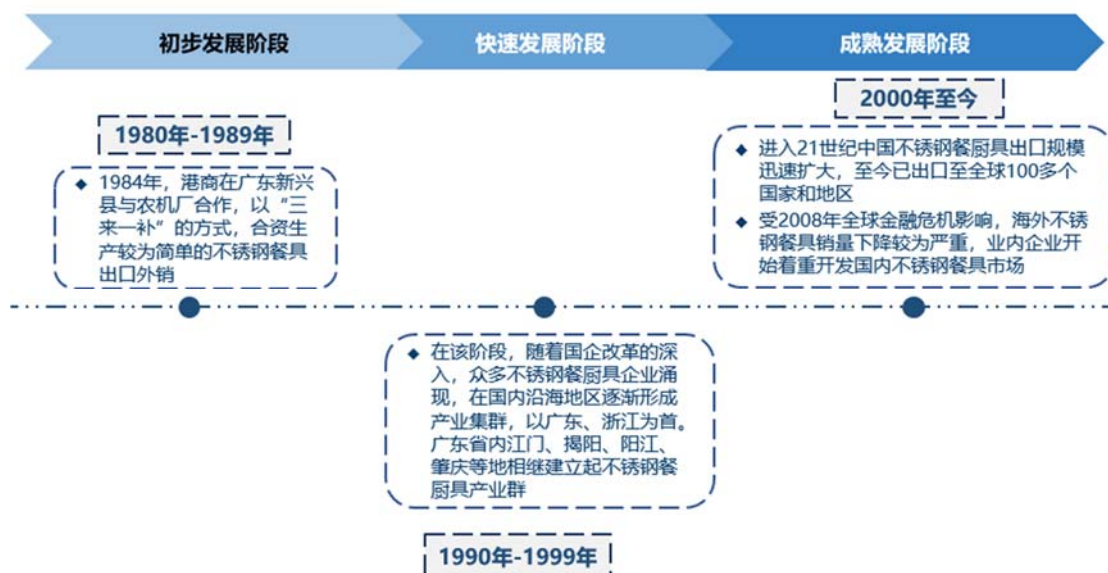 初步发展阶段
快速发展阶段
成熟发展阶段
1980年-1989年
◆ 1984年，港商在广东新兴
县与农机厂合作，以“三
来一补”的方式，合资生
产较为简单的不锈钢餐具
出口外销
◆ 在该阶段，随着国企改革的深
入，众多不锈钢餐厨具企业涌
现，在国内沿海地区逐渐形成
产业集群，以广东、浙江为首。
广东省内江门、揭阳、阳江、
肇庆等地相继建立起不锈钢餐
厨具产业群
1990年-1999年
2000年至今
◆ 进入21世纪中国不锈钢餐厨具出口规模
迅速扩大，至今已出口至全球100多个
国家和地区
◆ 受2008年全球金融危机影响，海外不锈
钢餐具销量下降较为严重，业内企业开
始着重开发国内不锈钢餐具市场